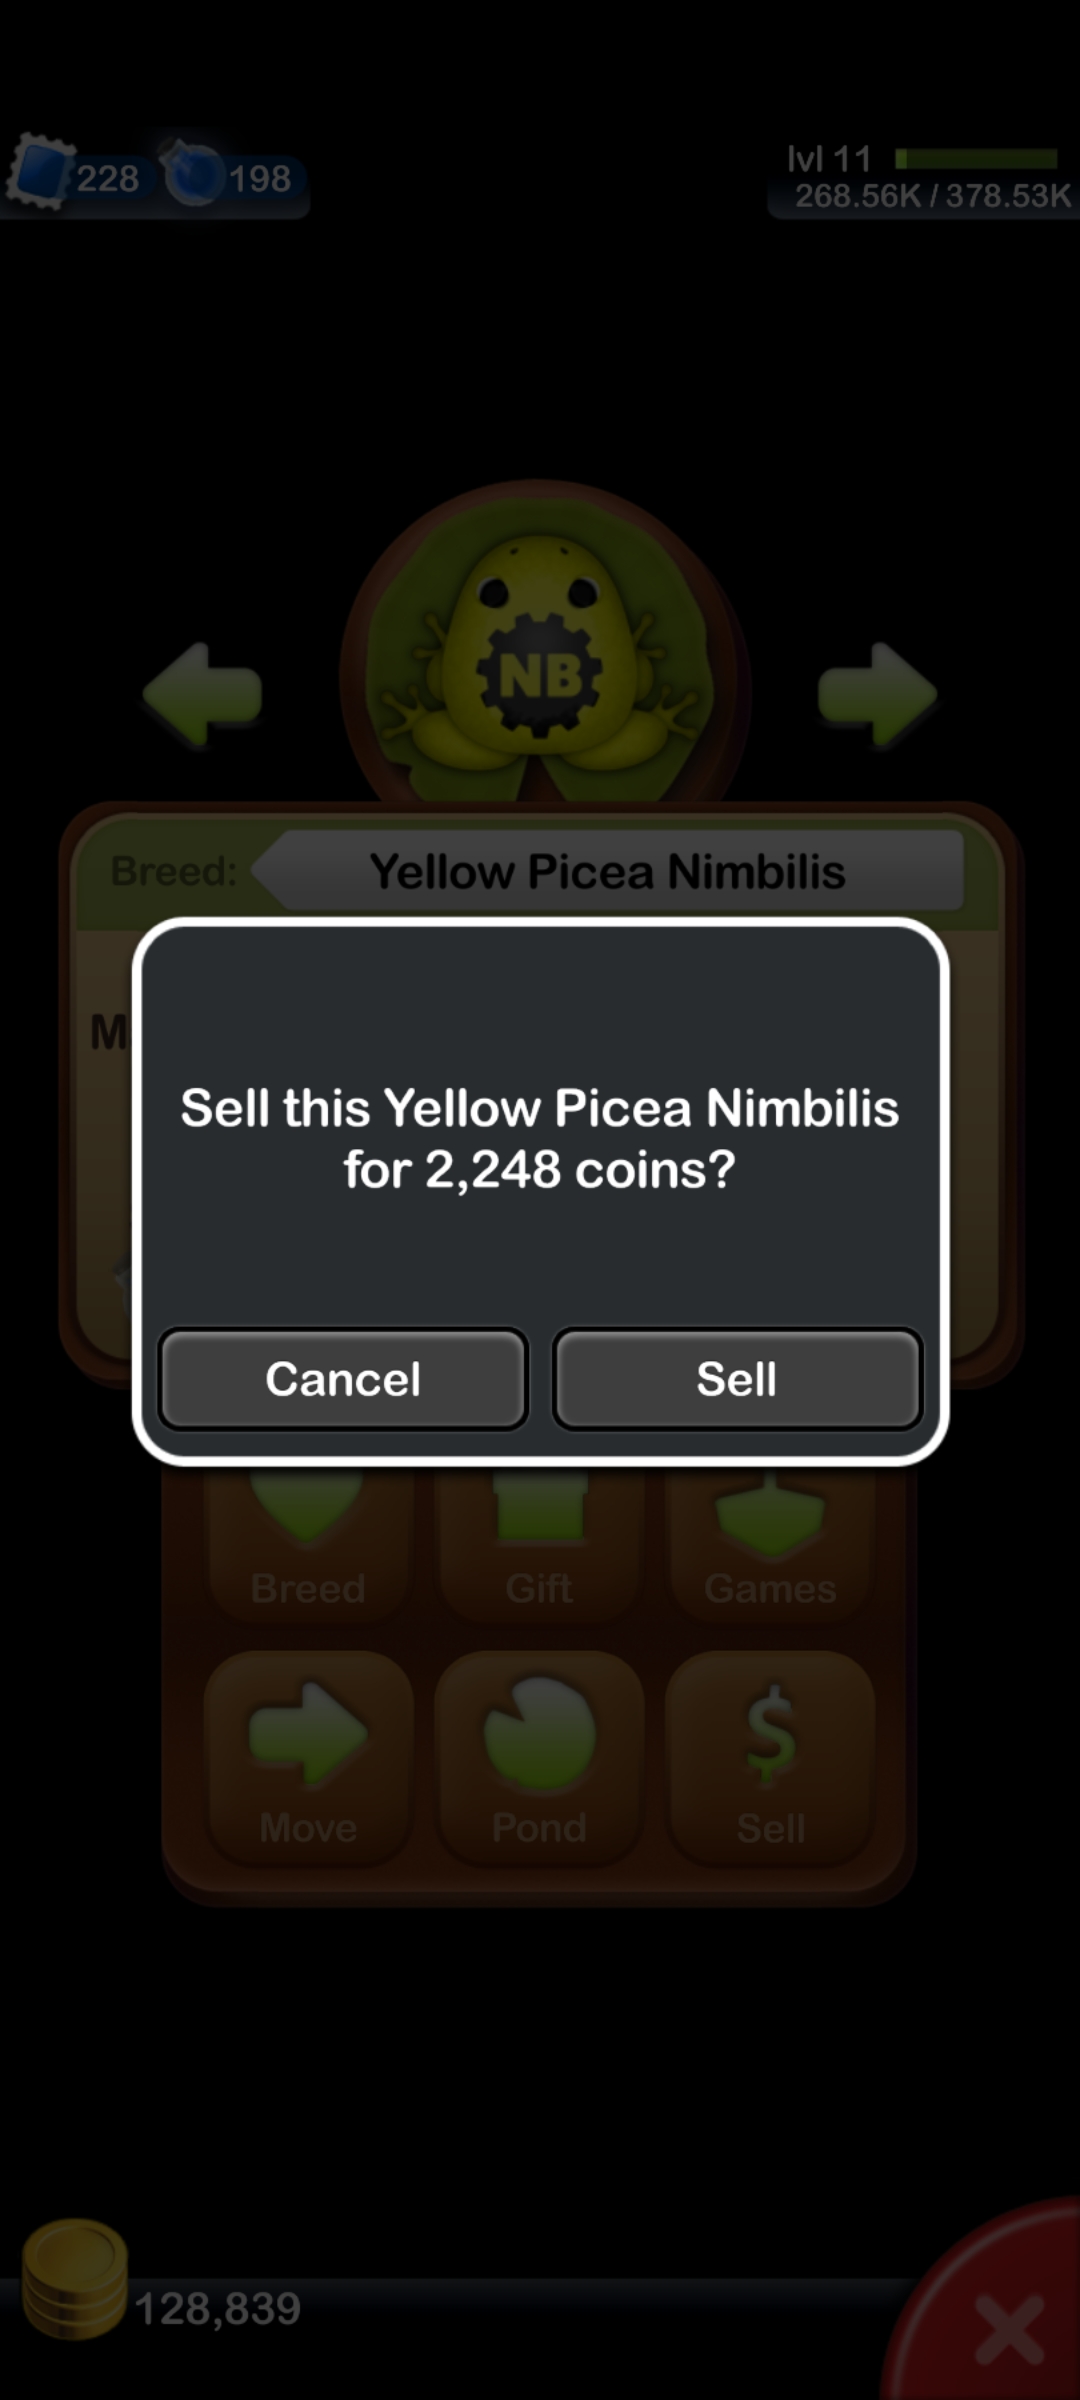 228
198
lvl 11
268.56K / 378.53K
NB
Breed:
Yellow Picea Nimbilis
M
Sell this Yellow Picea Nimbilis
for 2,248 coins?
Cancel
Sell
Breed
Gift
Games
Move
Pond
$
Sell
128,839